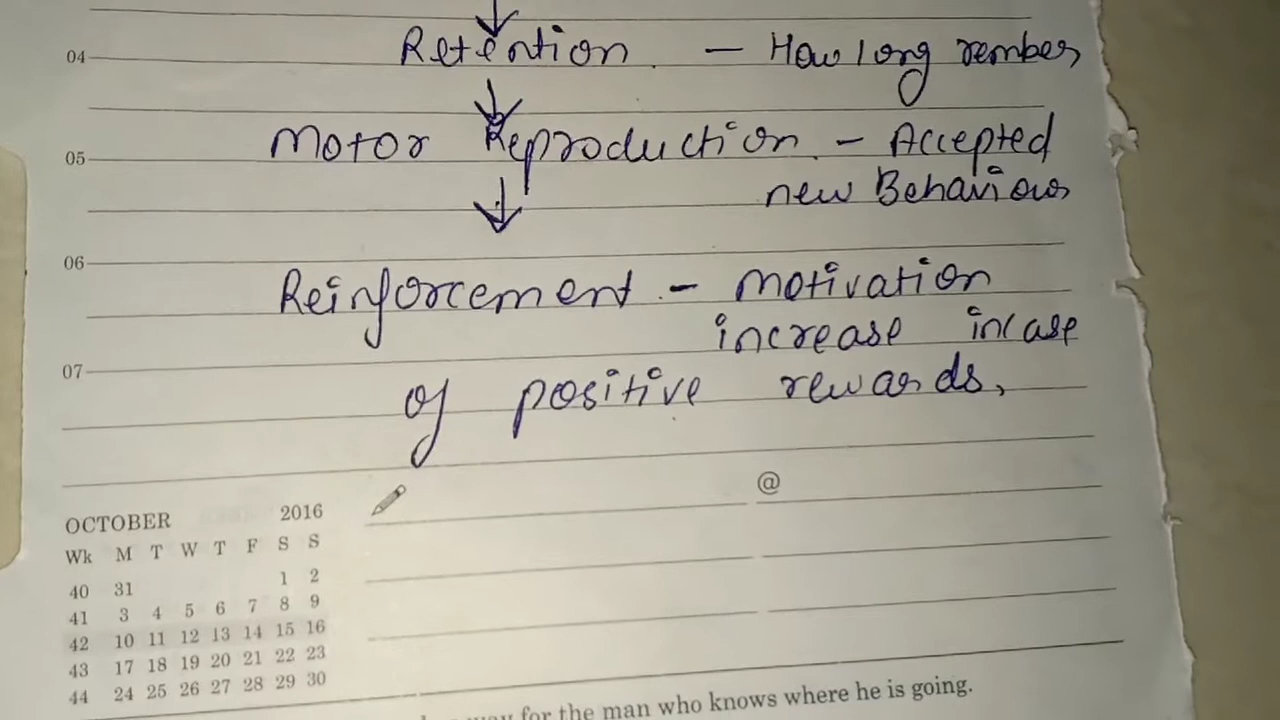 04 Retention - How long rember
05 Motor Reproduction - Accepted
new Behaviour
06
Reinforcement - motivation
increase incase
07
of positive rewards,
@
OCTOBER 2016
Wk M T W T F S S
40 31 1 2
41 3 4 5 6 7 8 9
42 10 11 12 13 14 15 16
43 17 18 19 20 21 22 23
44 24 25 26 27 28 29 30
way for the man who knows where he is going.